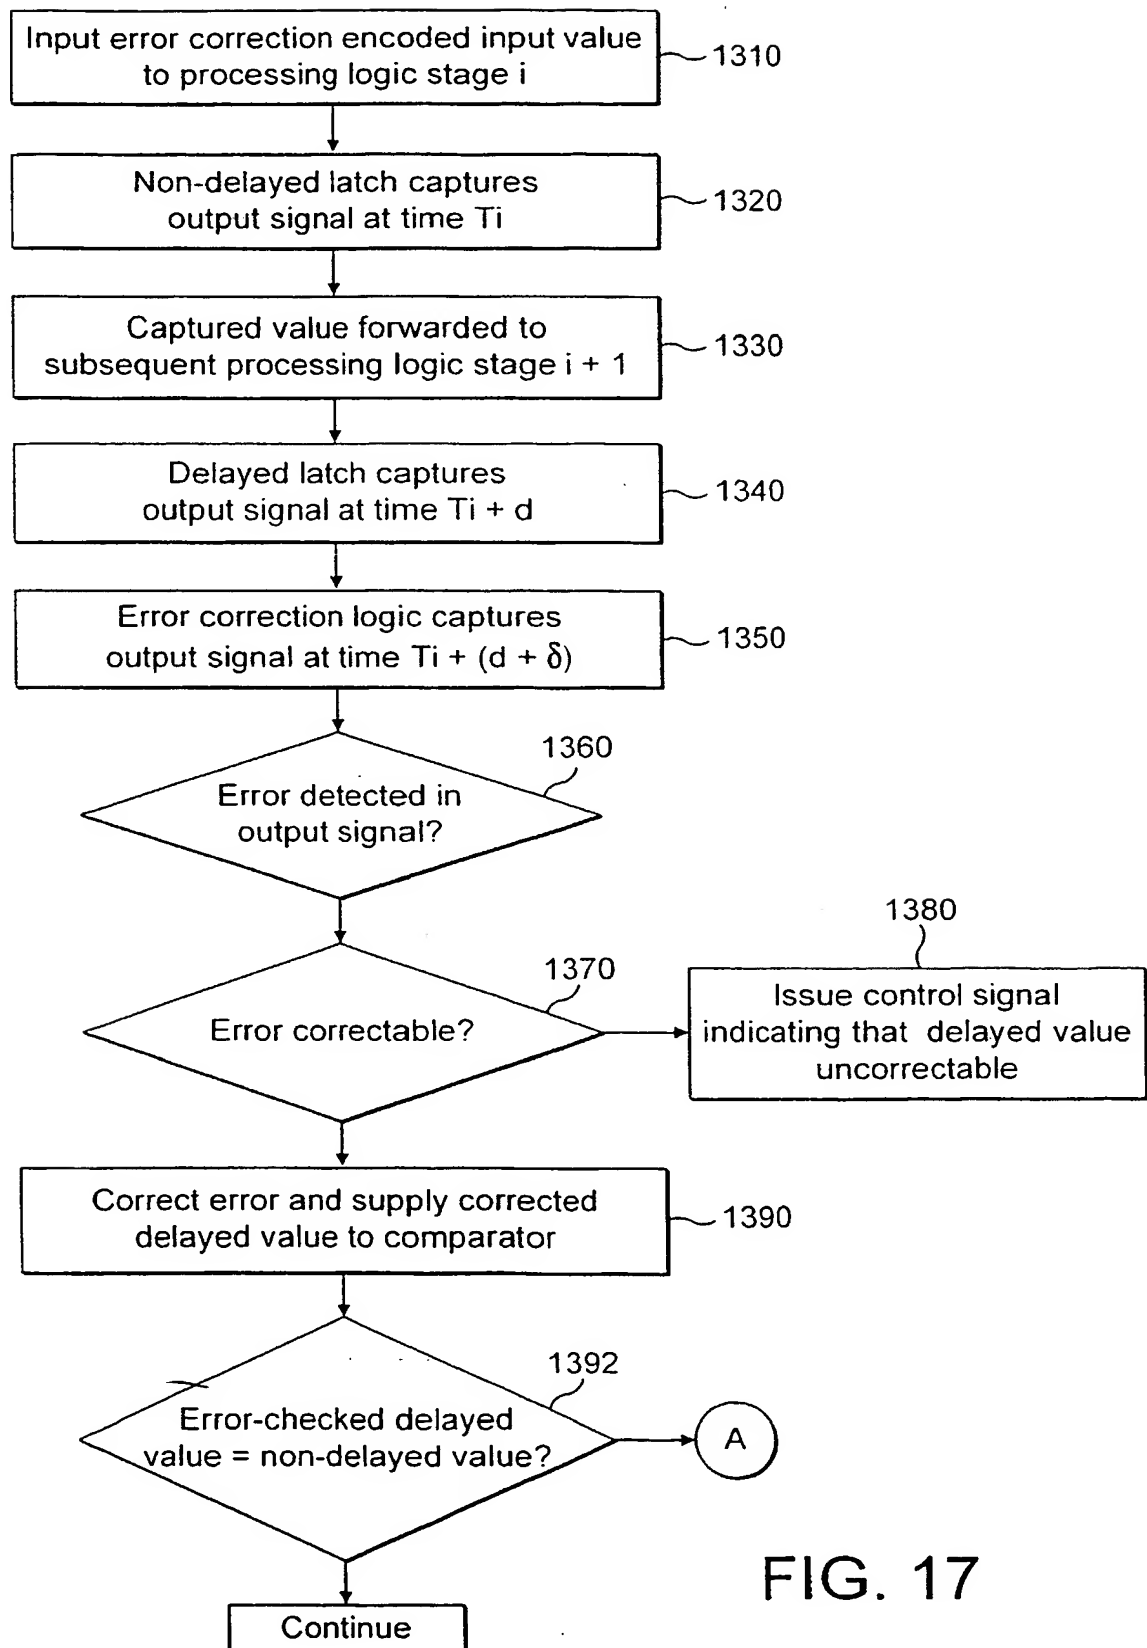 Input error correction encoded input value
to processing logic stage i
1310
Non-delayed latch captures
output signal at time Ti
1320
Captured value forwarded to
subsequent processing logic stage i + 1
1330
Delayed latch captures
output signal at time Ti + d
1340
Error correction logic captures
output signal at time Ti + (d + δ)
1350
1360
Error detected in
output signal?
1370
Error correctable?
1380
Issue control signal
indicating that delayed value
uncorrectable
Correct error and supply corrected
delayed value to comparator
1390
1392
Error-checked delayed
value = non-delayed value?
A
Continue
FIG. 17